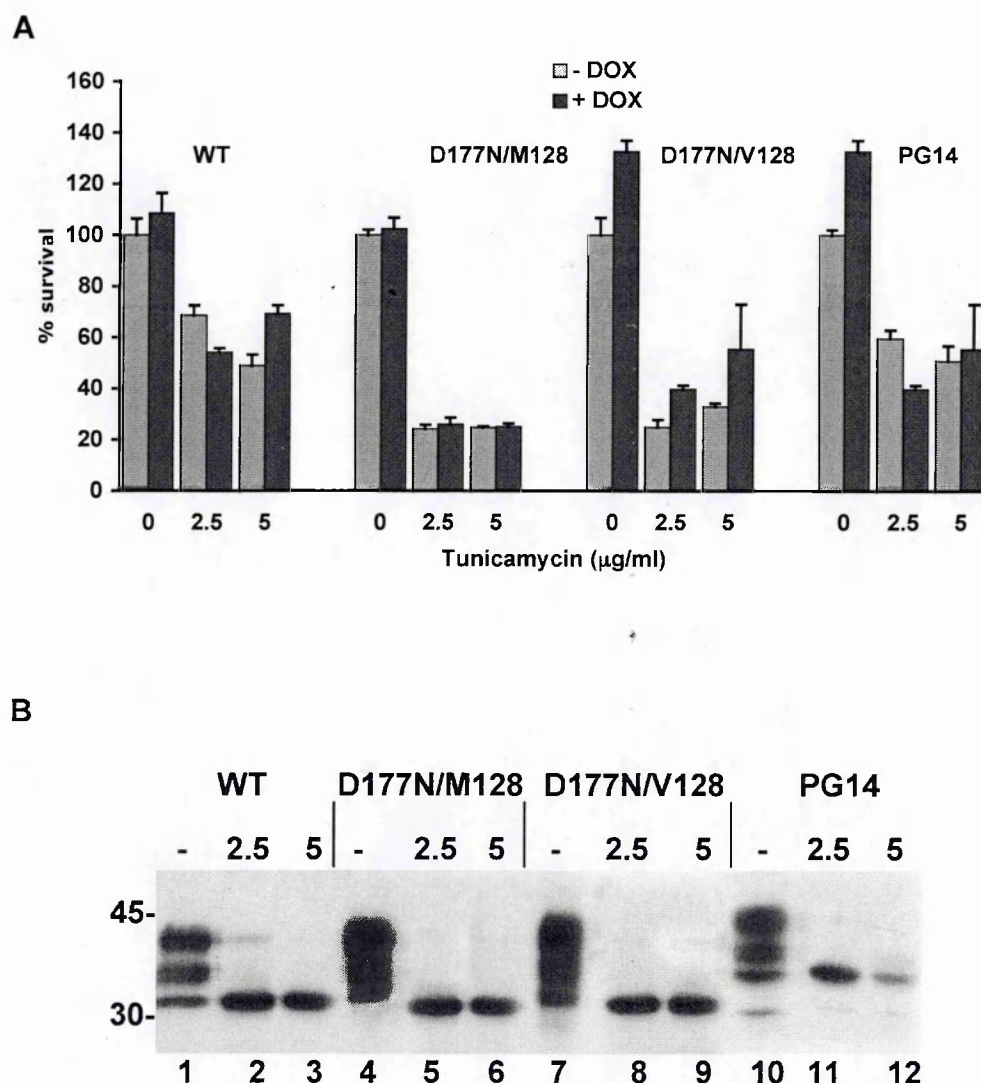 A
- DOX
+ DOX
160
140
120
100
80
60
40
20
0
% survival
WT
D177N/M128
D177N/V128
PG14
0 2.5 5 0 2.5 5 0 2.5 5 0 2.5 5
Tunicamycin (µg/ml)
B
WT D177N/M128 D177N/V128 PG14
- 2.5 5 - 2.5 5 - 2.5 5 - 2.5 5
45-
30-
1 2 3 4 5 6 7 8 9 10 11 12